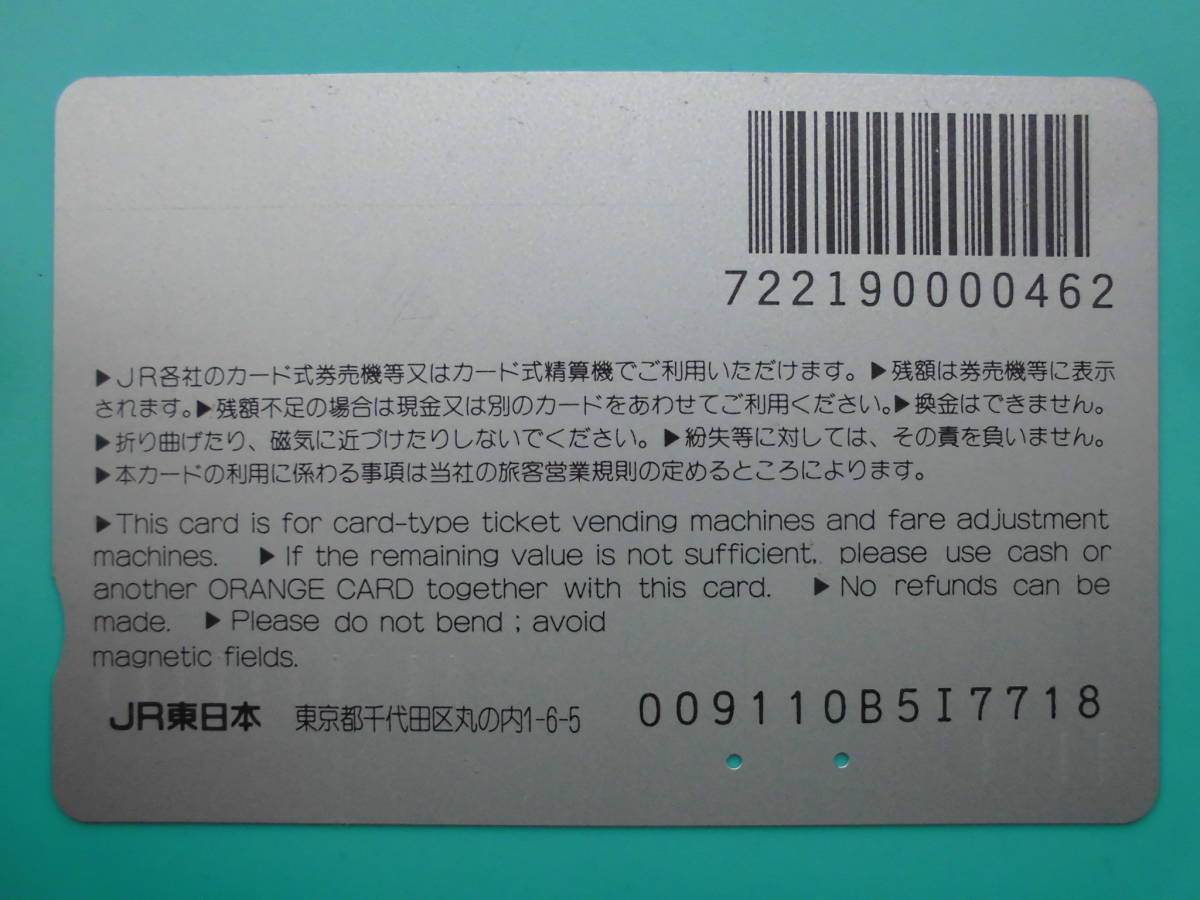 722190000462
▶JR各社のカード式券売機等又はカード式精算機でご利用いただけます。▶残額は券売機等に表示
されます。▶残額不足の場合は現金又は別のカードをあわせてご利用ください。▶換金はできません。
▶折り曲げたり、磁気に近づけたりしないでください。▶紛失等に対しては、その責を負いません。
▶本カードの利用に係わる事項は当社の旅客営業規則の定めるところによります。
▶This card is for card-type ticket vending machines and fare adjustment
machines. ▶If the remaining value is not sufficient, please use cash or
another ORANGE CARD together with this card. ▶No refunds can be
made. ▶Please do not bend ; avoid
magnetic fields.
JR東日本 東京都千代田区丸の内1-6-5 009110B5I7718